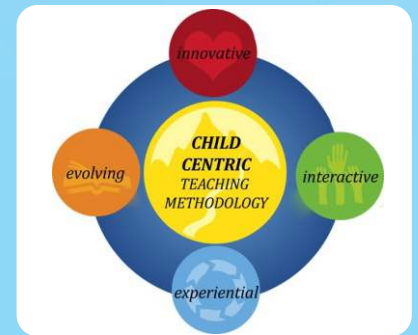 innovative
CHILD
CENTRIC
TEACHING
METHODOLOGY
evolving
interactive
experiential